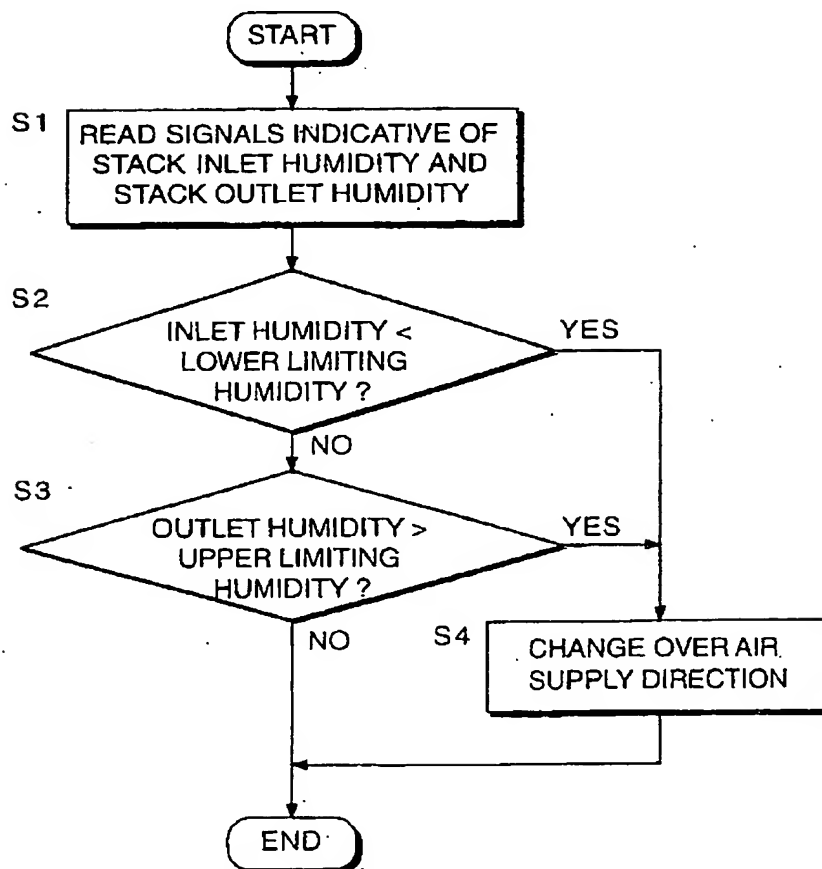 START
S1
READ SIGNALS INDICATIVE OF
STACK INLET HUMIDITY AND
STACK OUTLET HUMIDITY
S2
INLET HUMIDITY <
LOWER LIMITING
HUMIDITY ?
YES
NO
S3
OUTLET HUMIDITY >
UPPER LIMITING
HUMIDITY ?
YES
NO
S4
CHANGE OVER AIR
SUPPLY DIRECTION
END